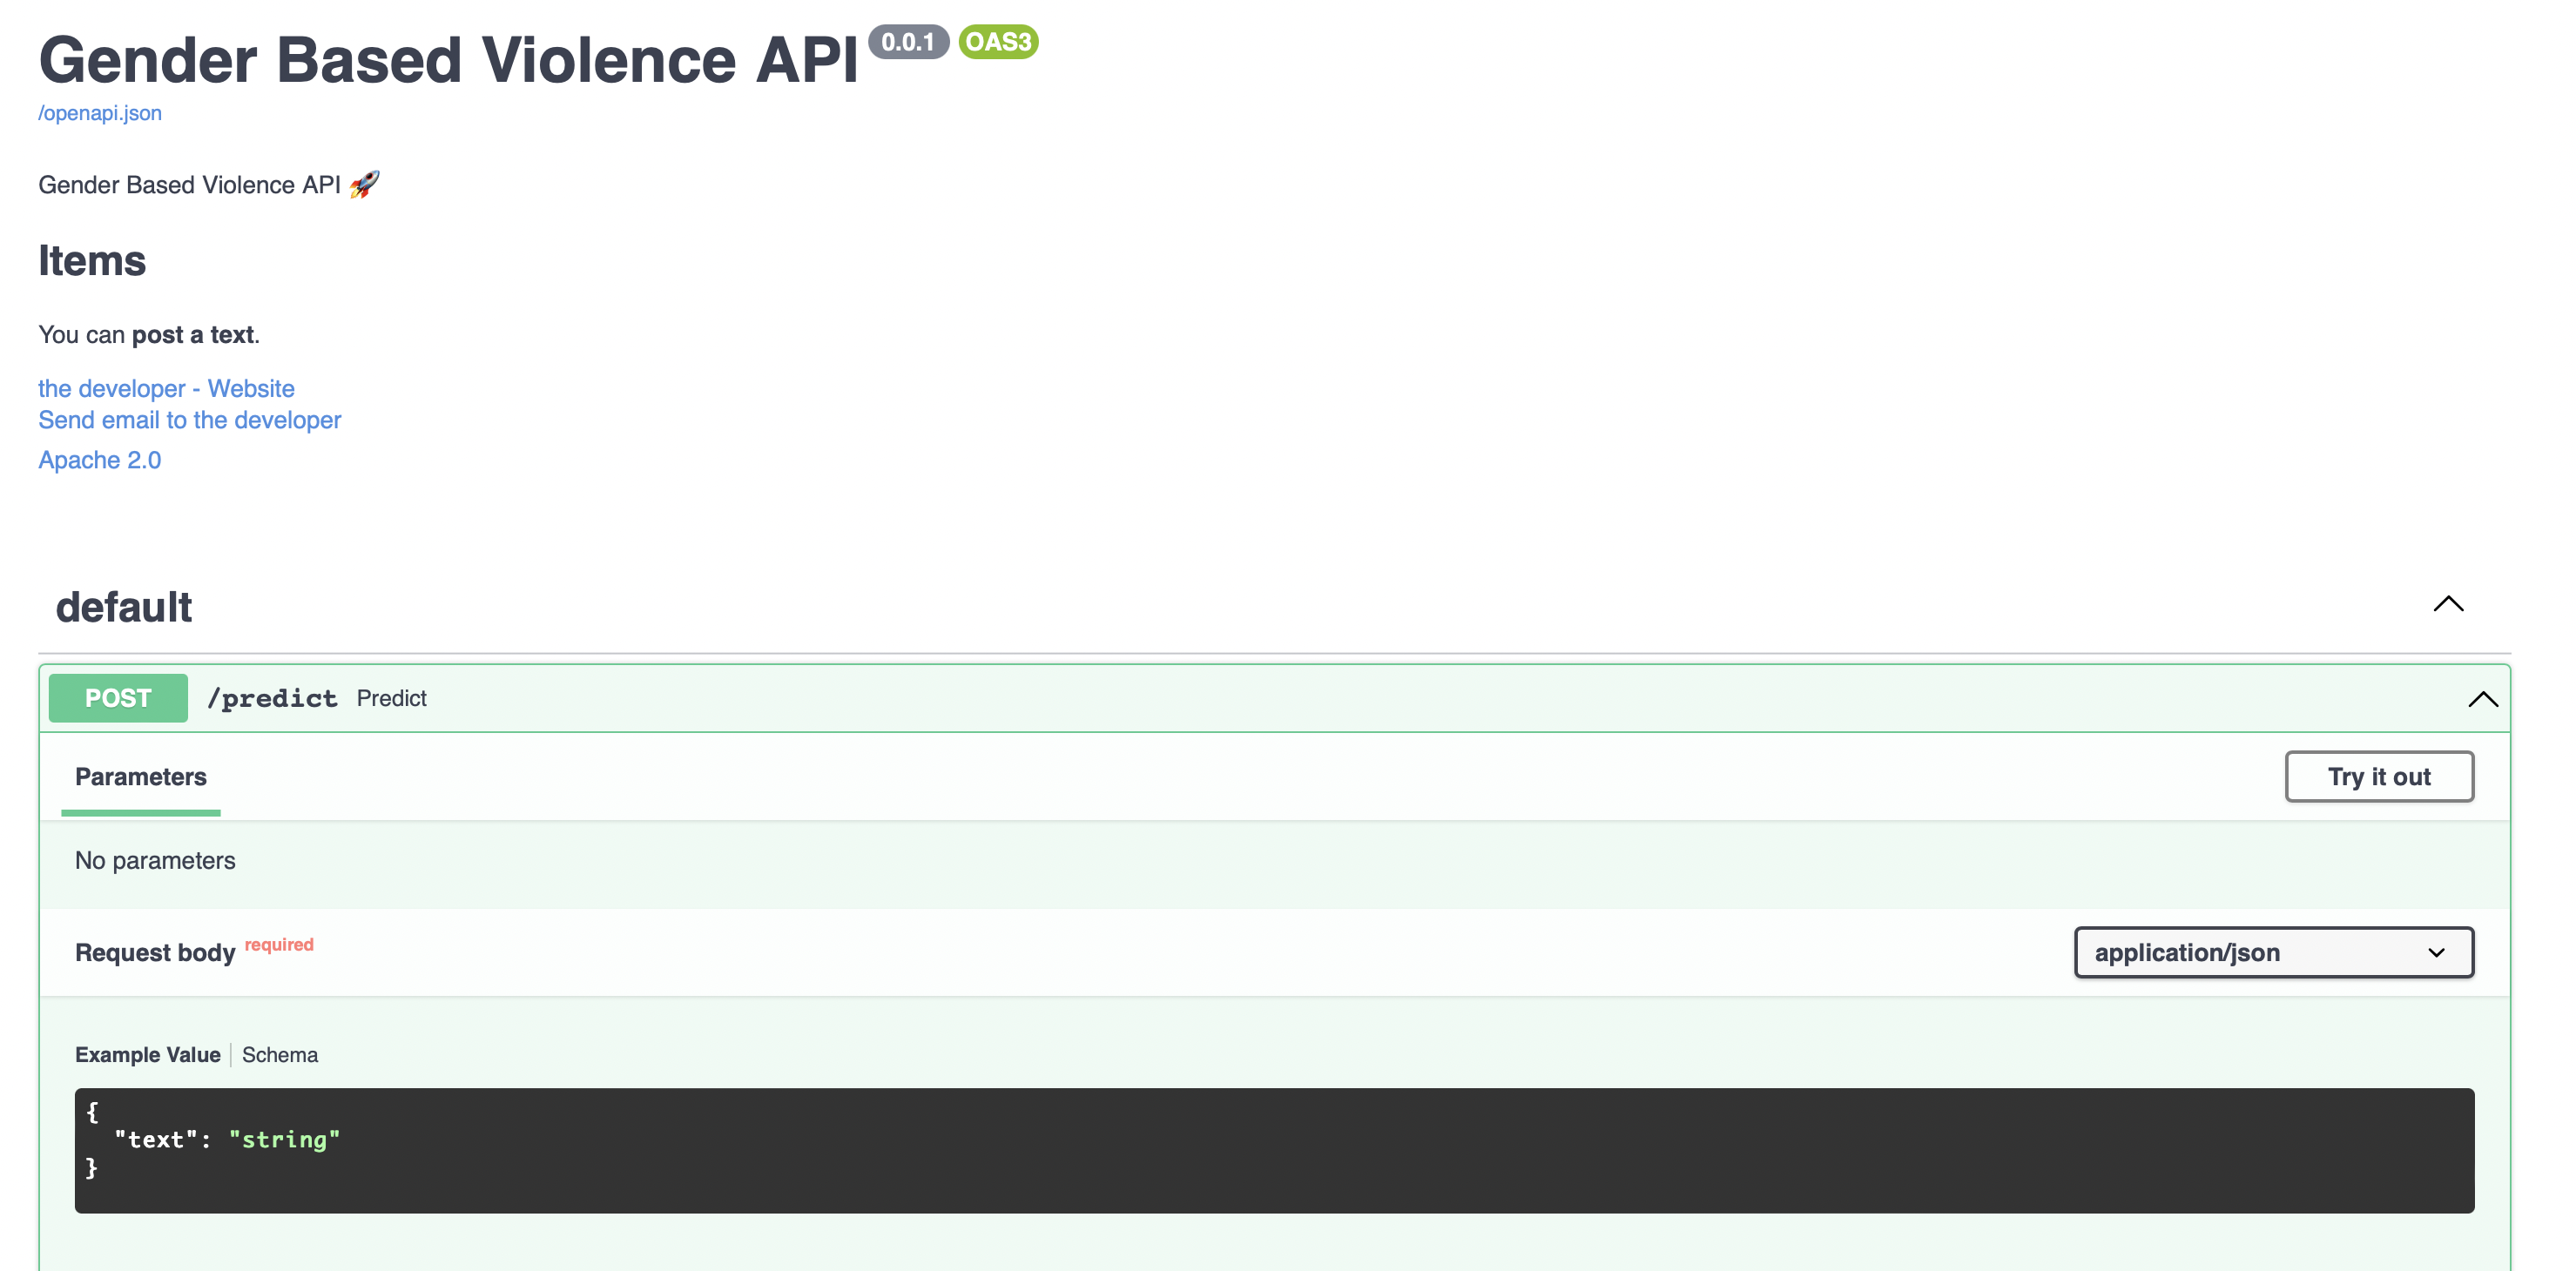 Gender Based Violence API 0.0.1 OAS3
/openapi.json
Gender Based Violence API 🚀
Items
You can post a text.
the developer - Website
Send email to the developer
Apache 2.0
default
POST /predict Predict
Parameters Try it out
No parameters
Request body required application/json
Example Value Schema
{
"text": "string"
}